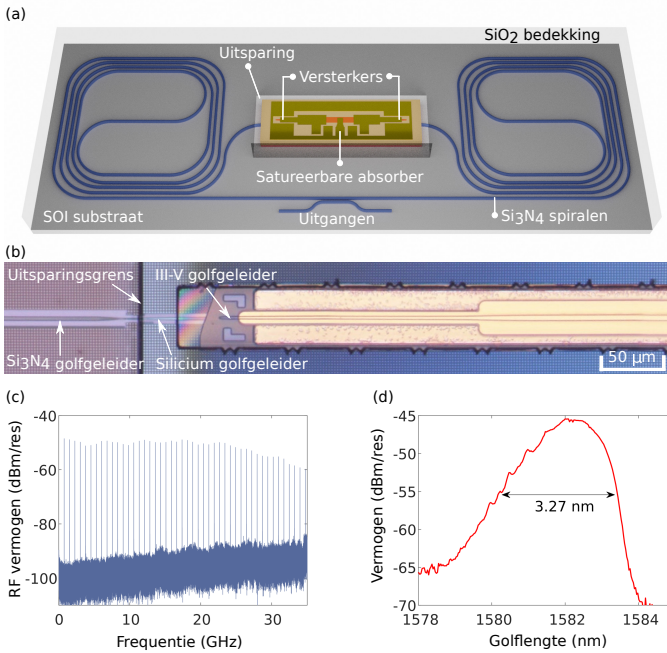 (a)
SiO2 bedekking
Uitsparing
Versterkers
Satureerbare absorber
SOI substraat
Uitgangen
Si3N4 spiralen
(b)
Uitsparingsgrens
III-V golfgeleider
Si3N4 golfgeleider
Silicium golfgeleider
50 µm
(c)
RF vermogen (dBm/res)
-40
-60
-80
-100
0
10
20
30
Frequentie (GHz)
(d)
Vermogen (dBm/res)
-45
-50
-55
-60
-65
-70
3.27 nm
1578
1580
1582
1584
Golflengte (nm)